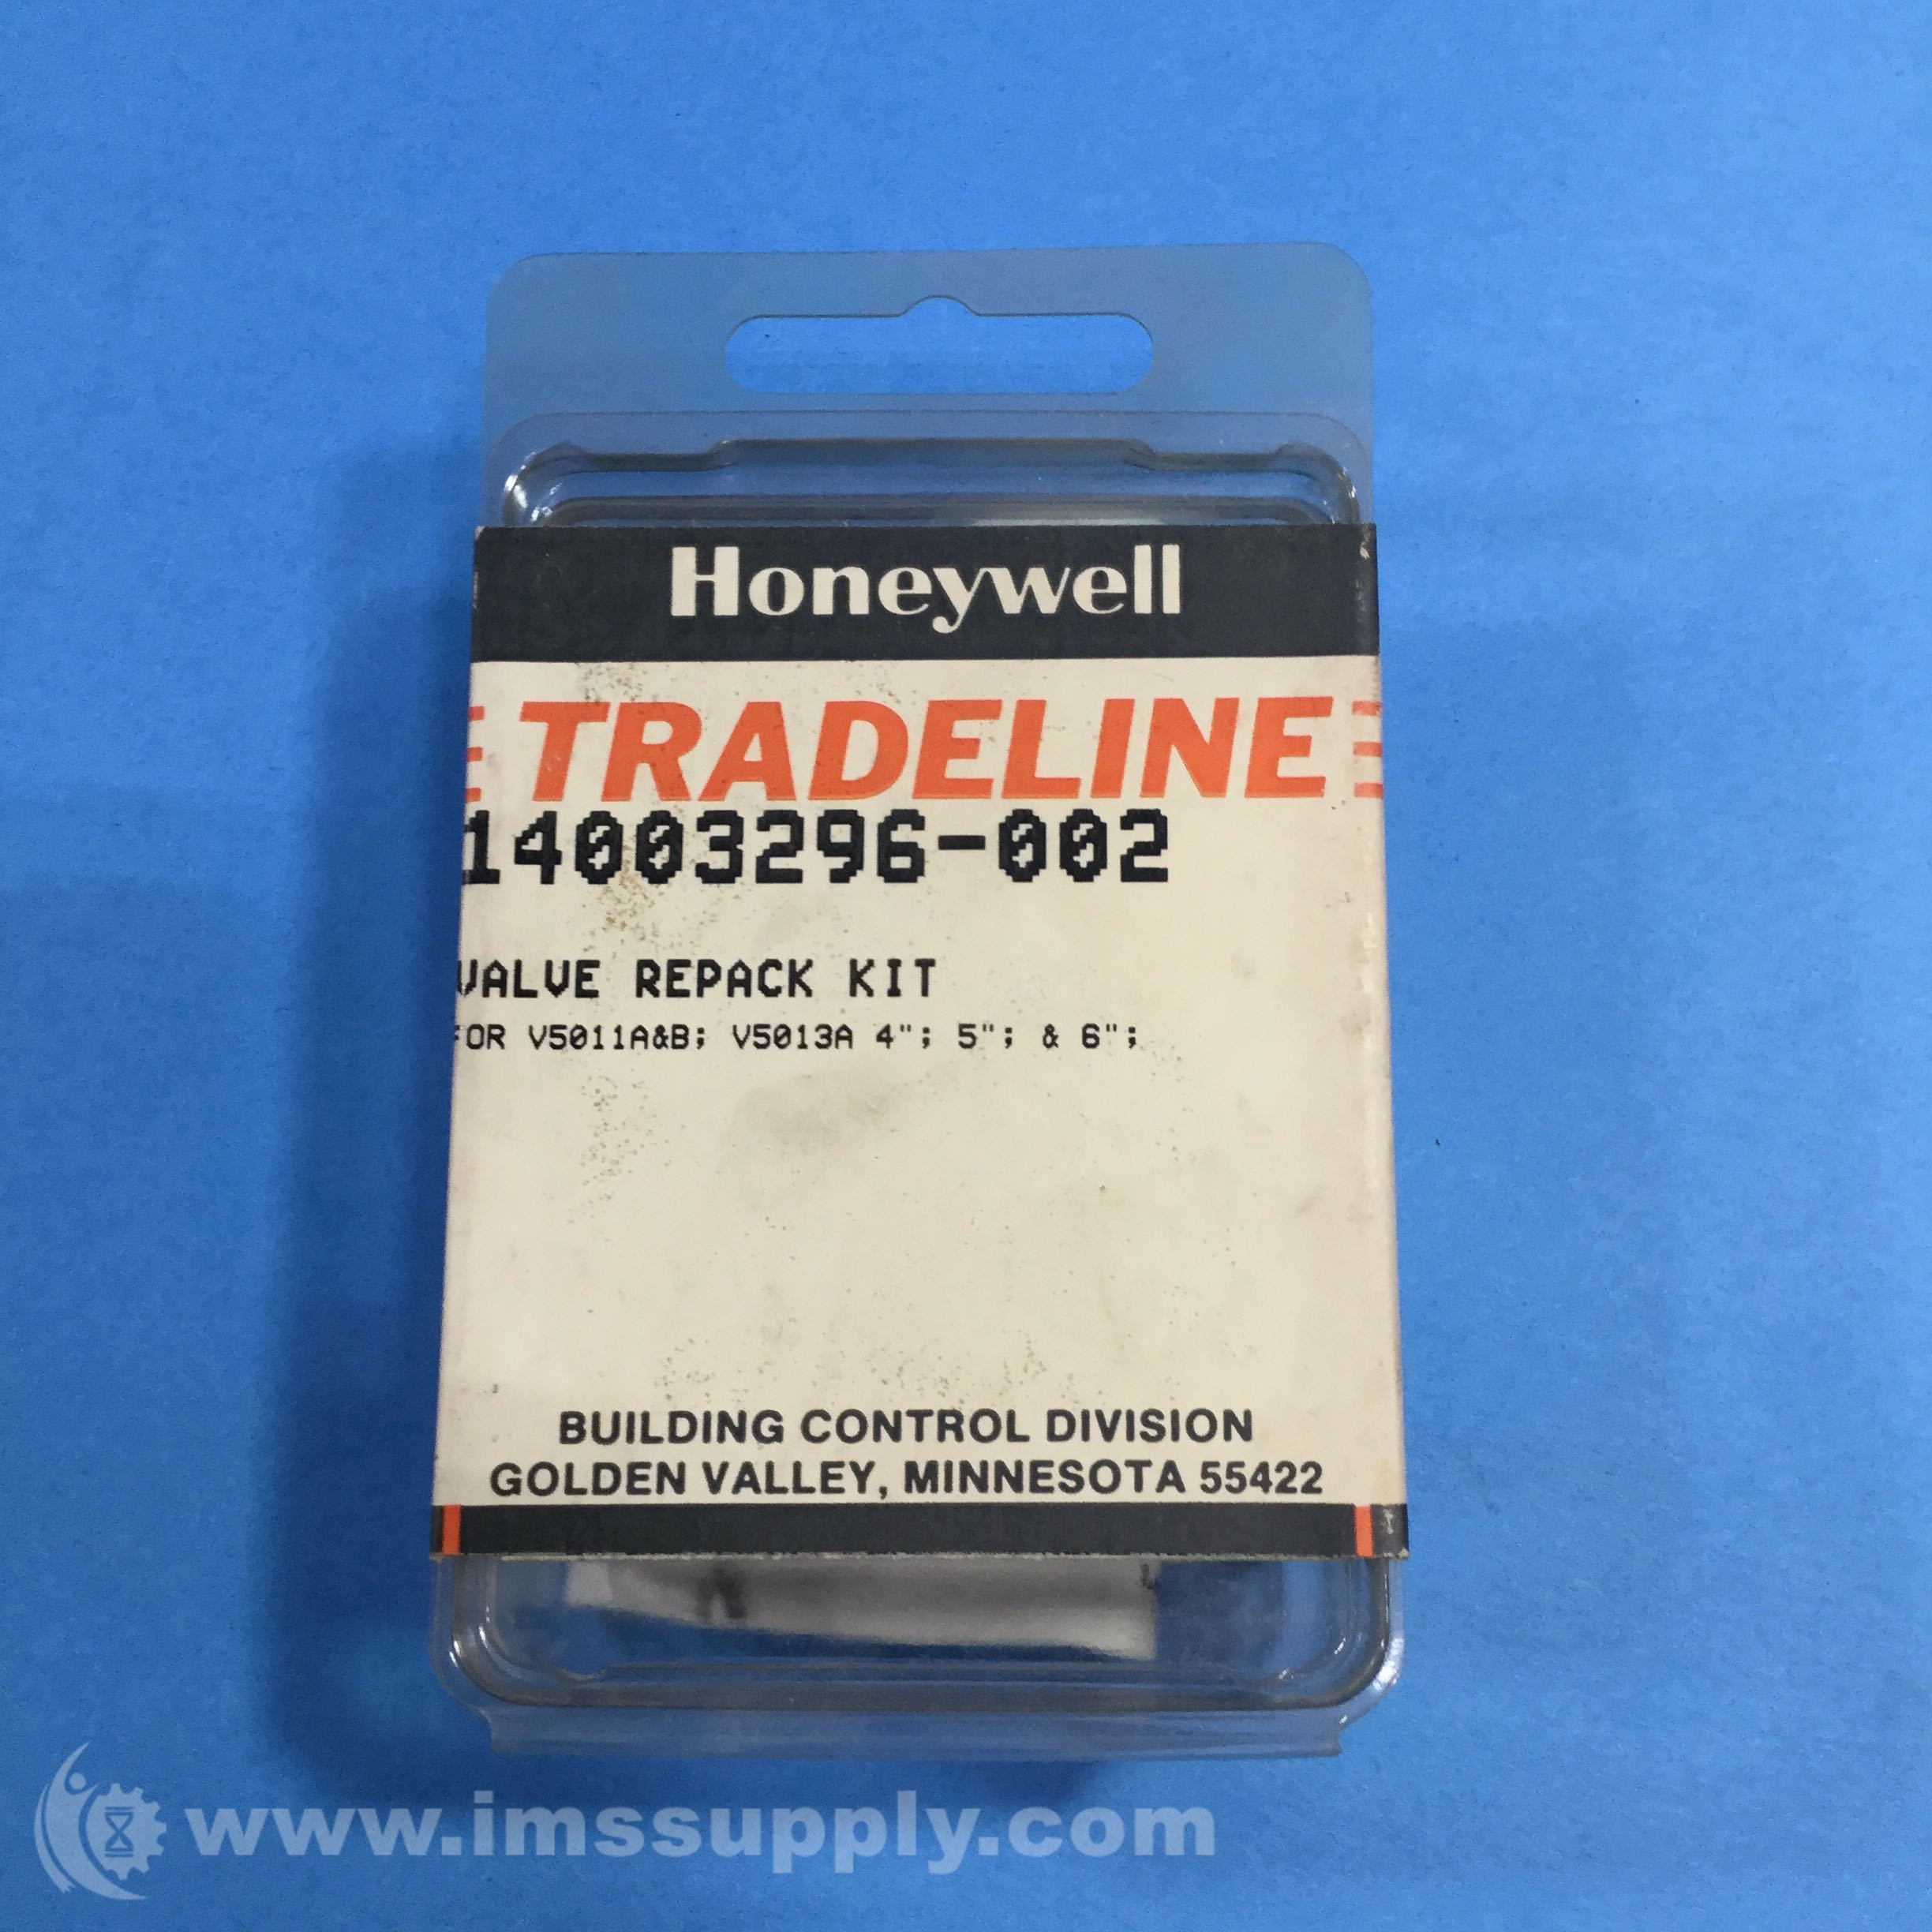 Honeywell
TRADELINE
14003296-002
VALVE REPACK KIT
FOR V5011A&B; V5013A 4"; 5"; & 6";
BUILDING CONTROL DIVISION
GOLDEN VALLEY, MINNESOTA 55422
www.imssupply.com